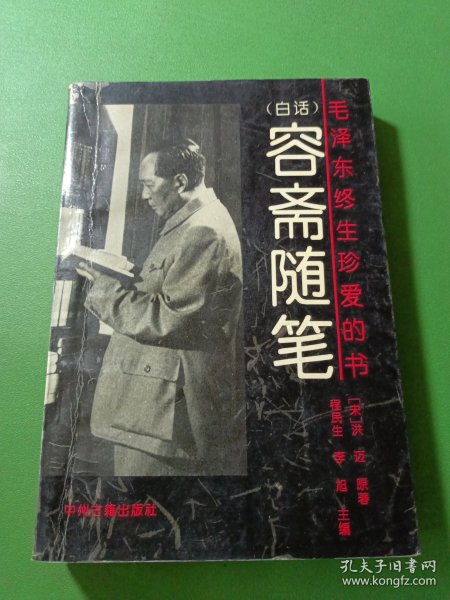 毛泽东终生珍爱的书
（白话）
容斋随笔
[宋]洪迈 原著
程民生 李旭 主编
中州古籍出版社
孔夫子旧书网
www.kongfz.com